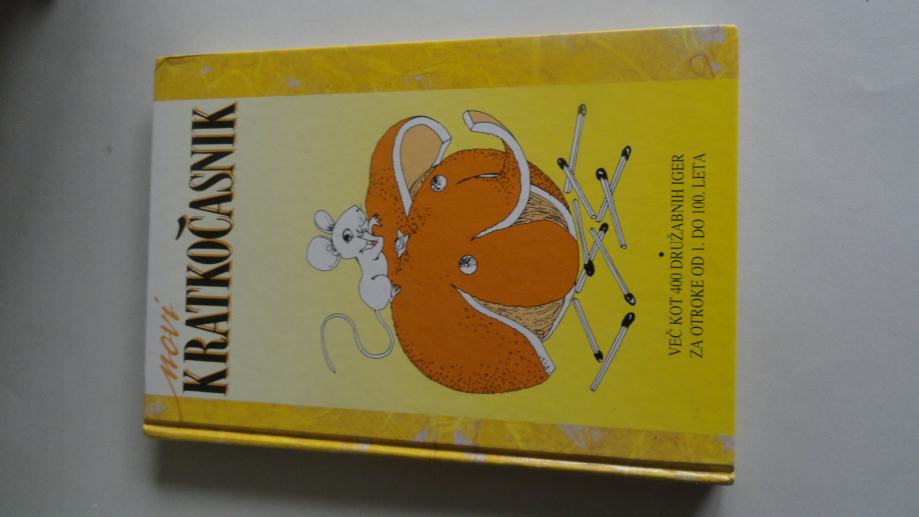 novi
KRATKOČASNIK
VEČ KOT 400 DRUŽABNIH IGER
ZA OTROKE OD 1. DO 100. LETA